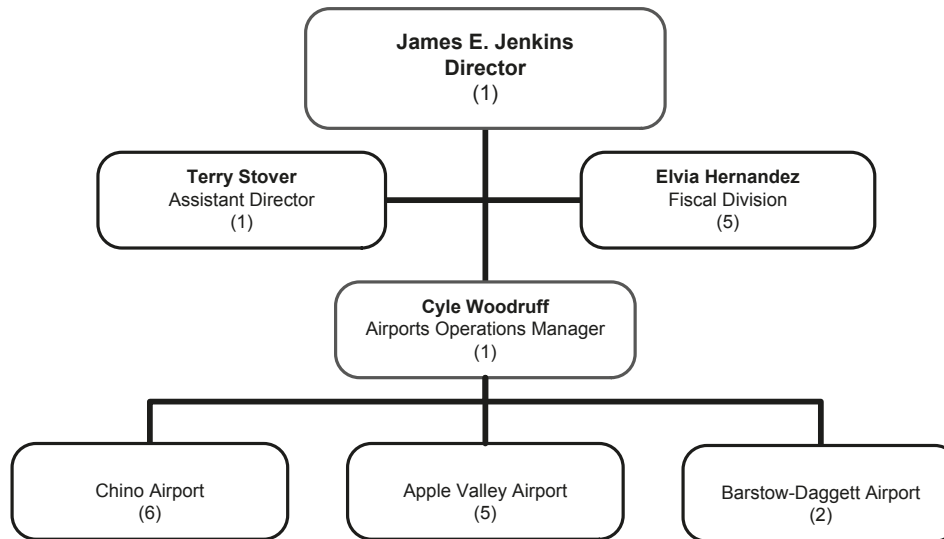 James E. Jenkins
Director
(1)
Terry Stover
Assistant Director
(1)
Elvia Hernandez
Fiscal Division
(5)
Cyle Woodruff
Airports Operations Manager
(1)
Chino Airport
(6)
Apple Valley Airport
(5)
Barstow-Daggett Airport
(2)